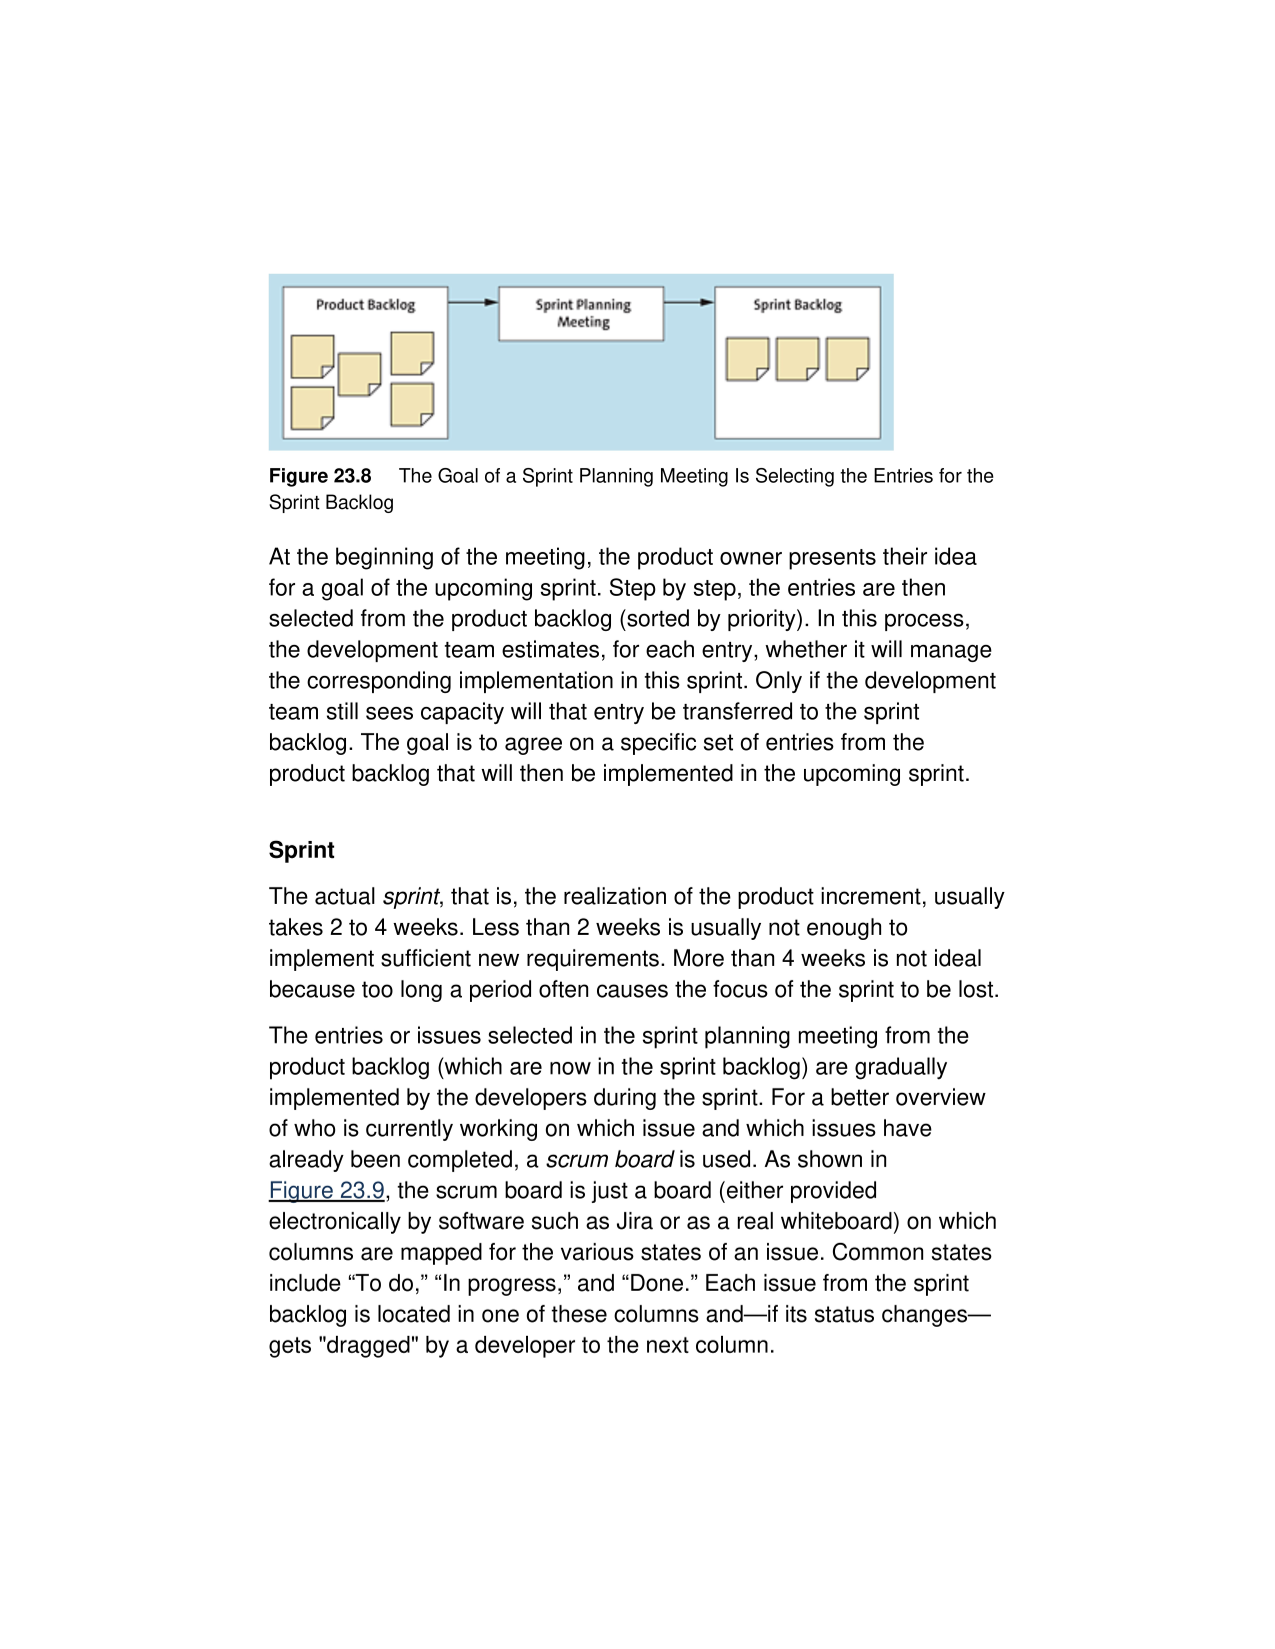 Product Backlog
Sprint Planning
Meeting
Sprint Backlog
Figure 23.8 The Goal of a Sprint Planning Meeting Is Selecting the Entries for the
Sprint Backlog
At the beginning of the meeting, the product owner presents their idea
for a goal of the upcoming sprint. Step by step, the entries are then
selected from the product backlog (sorted by priority). In this process,
the development team estimates, for each entry, whether it will manage
the corresponding implementation in this sprint. Only if the development
team still sees capacity will that entry be transferred to the sprint
backlog. The goal is to agree on a specific set of entries from the
product backlog that will then be implemented in the upcoming sprint.
Sprint
The actual sprint, that is, the realization of the product increment, usually
takes 2 to 4 weeks. Less than 2 weeks is usually not enough to
implement sufficient new requirements. More than 4 weeks is not ideal
because too long a period often causes the focus of the sprint to be lost.
The entries or issues selected in the sprint planning meeting from the
product backlog (which are now in the sprint backlog) are gradually
implemented by the developers during the sprint. For a better overview
of who is currently working on which issue and which issues have
already been completed, a scrum board is used. As shown in
Figure 23.9, the scrum board is just a board (either provided
electronically by software such as Jira or as a real whiteboard) on which
columns are mapped for the various states of an issue. Common states
include “To do,” “In progress,” and “Done.” Each issue from the sprint
backlog is located in one of these columns and—if its status changes—
gets "dragged" by a developer to the next column.